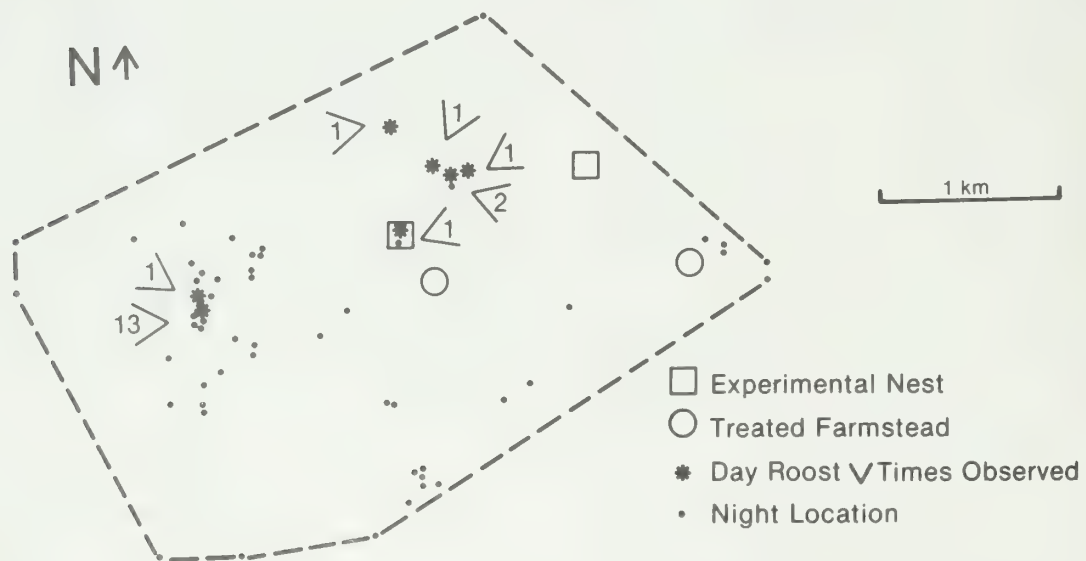 N ↑
1
1
1
2
1
1 km
1
13
Experimental Nest
Treated Farmstead
Day Roost ∨ Times Observed
Night Location